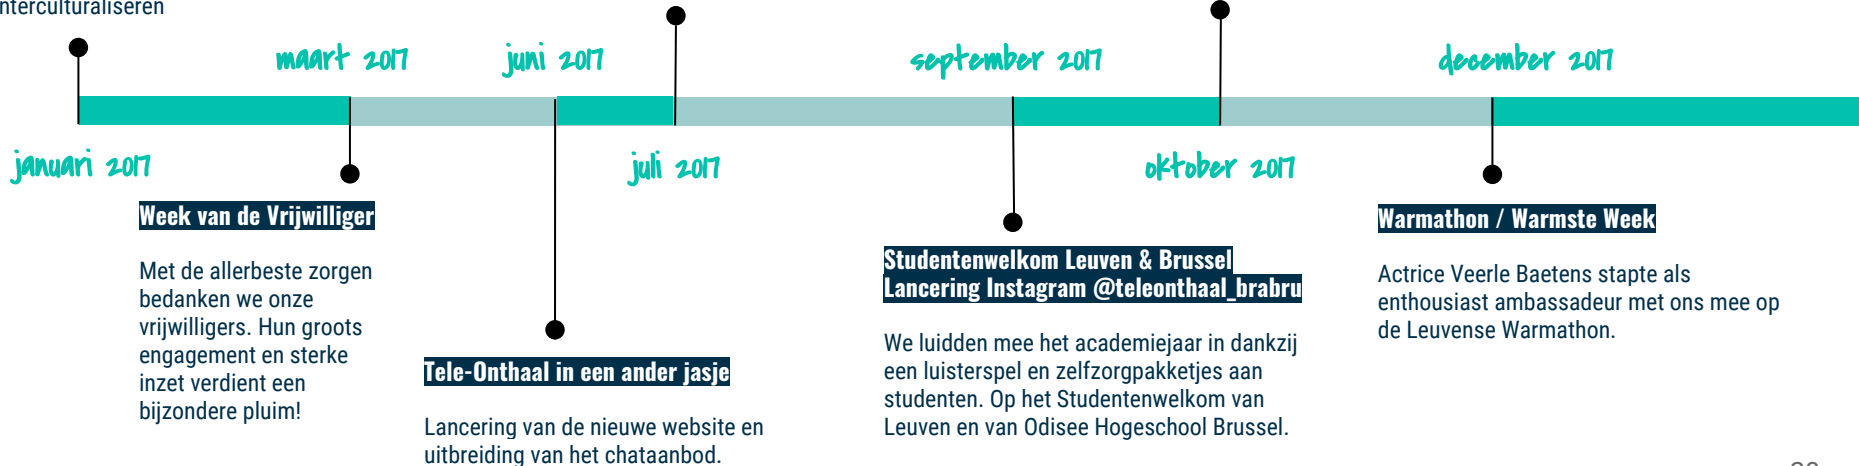 nterculturaliseren
maart 2017
juni 2017
september 2017
december 2017
januari 2017
juli 2017
oktober 2017
Week van de Vrijwilliger
Met de allerbeste zorgen
bedanken we onze
vrijwilligers. Hun groots
engagement en sterke
inzet verdient een
bijzondere pluim!
Tele-Onthaal in een ander jasje
Lancering van de nieuwe website en
uitbreiding van het chataanbod.
Studentenwelkom Leuven & Brussel
Lancering Instagram @teleonthaal_brabru
We luidden mee het academiejaar in dankzij
een luisterspel en zelfzorgpakketjes aan
studenten. Op het Studentenwelkom van
Leuven en van Odisee Hogeschool Brussel.
Warmathon / Warmste Week
Actrice Veerle Baetens stapte als
enthousiast ambassadeur met ons mee op
de Leuvense Warmathon.